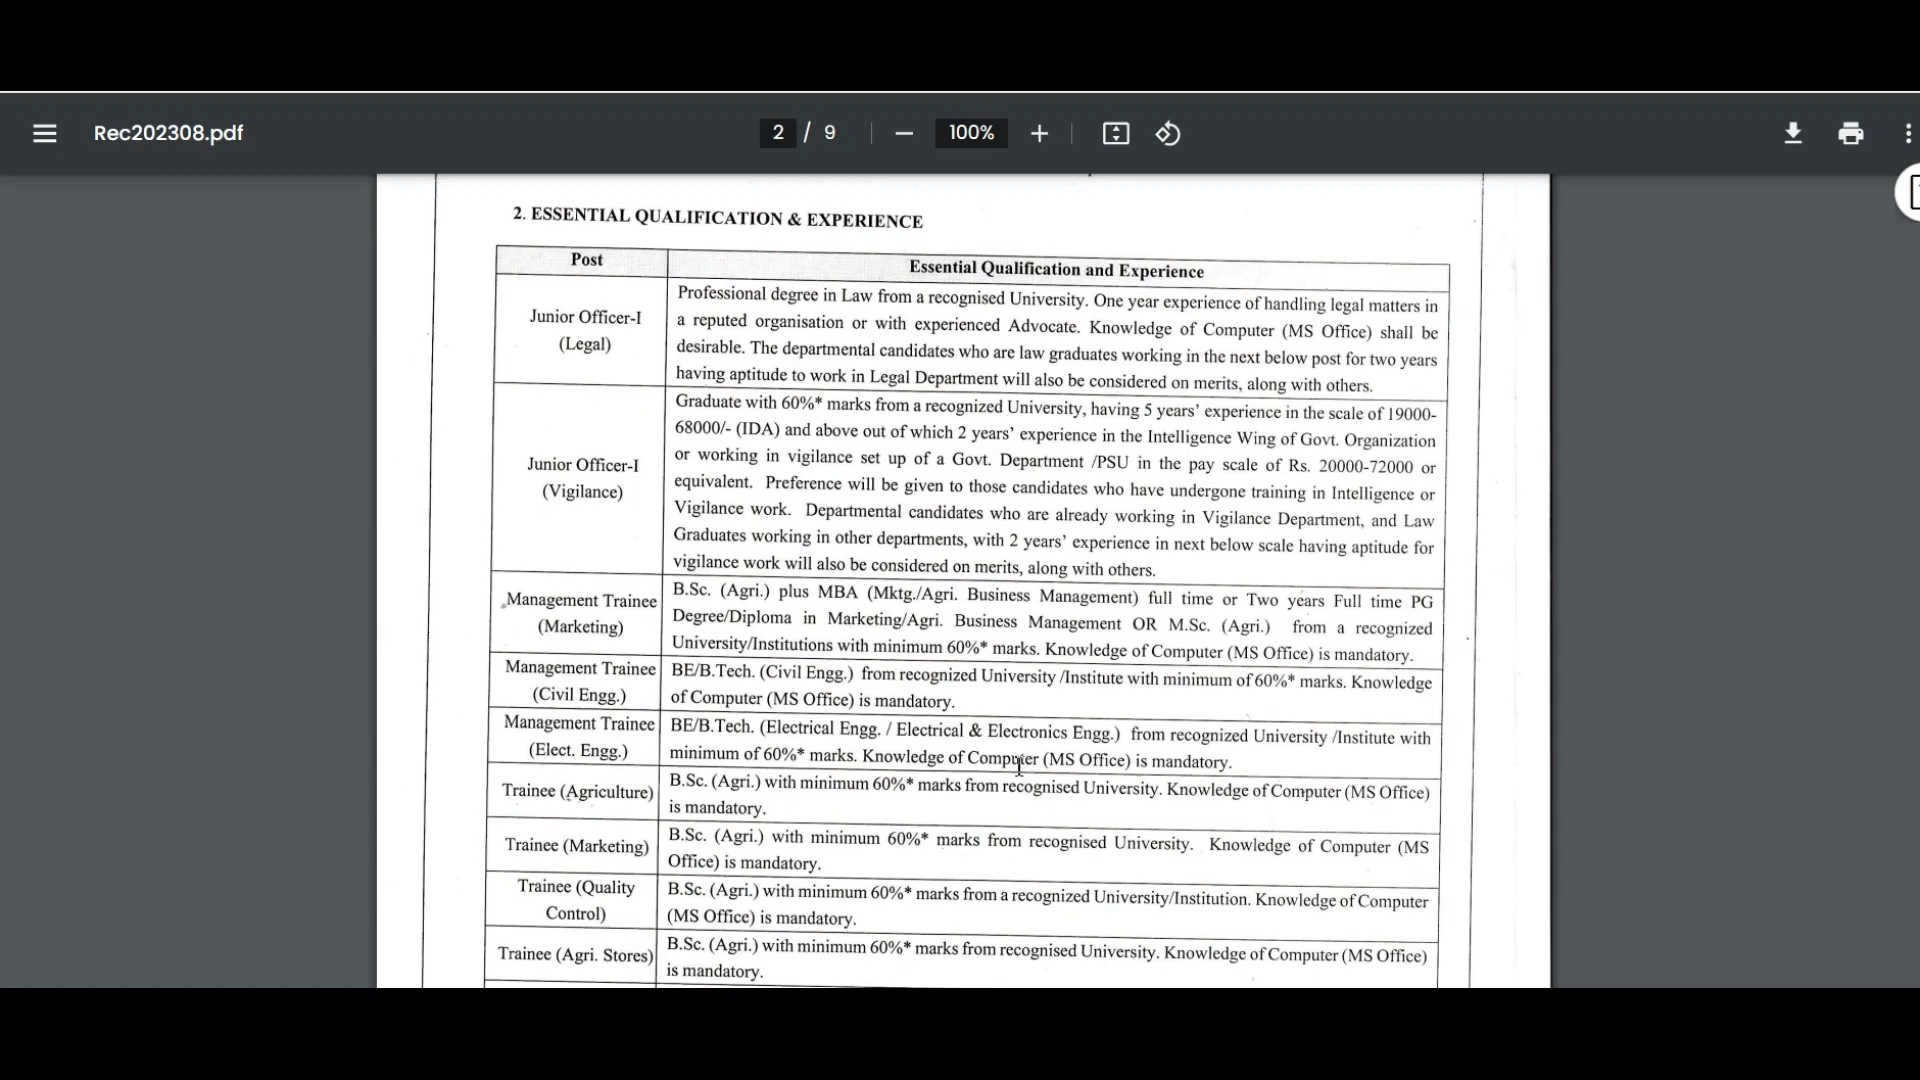 Rec202308.pdf
2 / 9
100%
2. ESSENTIAL QUALIFICATION & EXPERIENCE
Post
Essential Qualification and Experience
Junior Officer-I
(Legal)
Professional degree in Law from a recognised University. One year experience of handling legal matters in
a reputed organisation or with experienced Advocate. Knowledge of Computer (MS Office) shall be
desirable. The departmental candidates who are law graduates working in the next below post for two years
having aptitude to work in Legal Department will also be considered on merits, along with others.
Junior Officer-I
(Vigilance)
Graduate with 60%* marks from a recognized University, having 5 years' experience in the scale of 19000-
68000/- (IDA) and above out of which 2 years' experience in the Intelligence Wing of Govt. Organization
or working in vigilance set up of a Govt. Department /PSU in the pay scale of Rs. 20000-72000 or
equivalent. Preference will be given to those candidates who have undergone training in Intelligence or
Vigilance work. Departmental candidates who are already working in Vigilance Department, and Law
Graduates working in other departments, with 2 years' experience in next below scale having aptitude for
vigilance work will also be considered on merits, along with others.
Management Trainee
(Marketing)
B.Sc. (Agri.) plus MBA (Mktg./Agri. Business Management) full time or Two years Full time PG
Degree/Diploma in Marketing/Agri. Business Management OR M.Sc. (Agri.) from a recognized
University/Institutions with minimum 60%* marks. Knowledge of Computer (MS Office) is mandatory.
Management Trainee
(Civil Engg.)
BE/B.Tech. (Civil Engg.) from recognized University /Institute with minimum of 60%* marks. Knowledge
of Computer (MS Office) is mandatory.
Management Trainee
(Elect. Engg.)
BE/B.Tech. (Electrical Engg. / Electrical & Electronics Engg.) from recognized University /Institute with
minimum of 60%* marks. Knowledge of Computer (MS Office) is mandatory.
Trainee (Agriculture)
B.Sc. (Agri.) with minimum 60%* marks from recognised University. Knowledge of Computer (MS Office)
is mandatory.
Trainee (Marketing)
B.Sc. (Agri.) with minimum 60%* marks from recognised University. Knowledge of Computer (MS
Office) is mandatory.
Trainee (Quality
Control)
B.Sc. (Agri.) with minimum 60%* marks from a recognized University/Institution. Knowledge of Computer
(MS Office) is mandatory.
Trainee (Agri. Stores)
B.Sc. (Agri.) with minimum 60%* marks from recognised University. Knowledge of Computer (MS Office)
is mandatory.